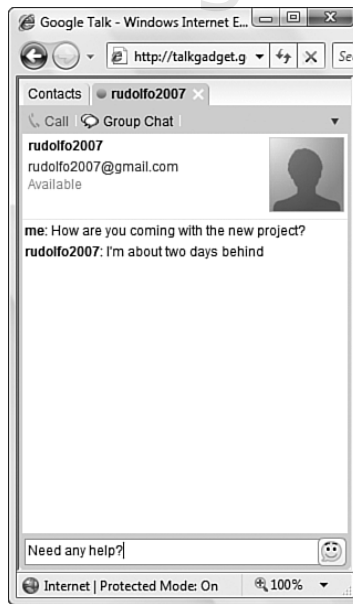 Google Talk - Windows Internet E...
http://talkgadget.g
Contacts rudolfo2007
Call Group Chat
rudolfo2007
rudolfo2007@gmail.com
Available
me: How are you coming with the new project?
rudolfo2007: I'm about two days behind
Need any help?
Internet | Protected Mode: On 100%